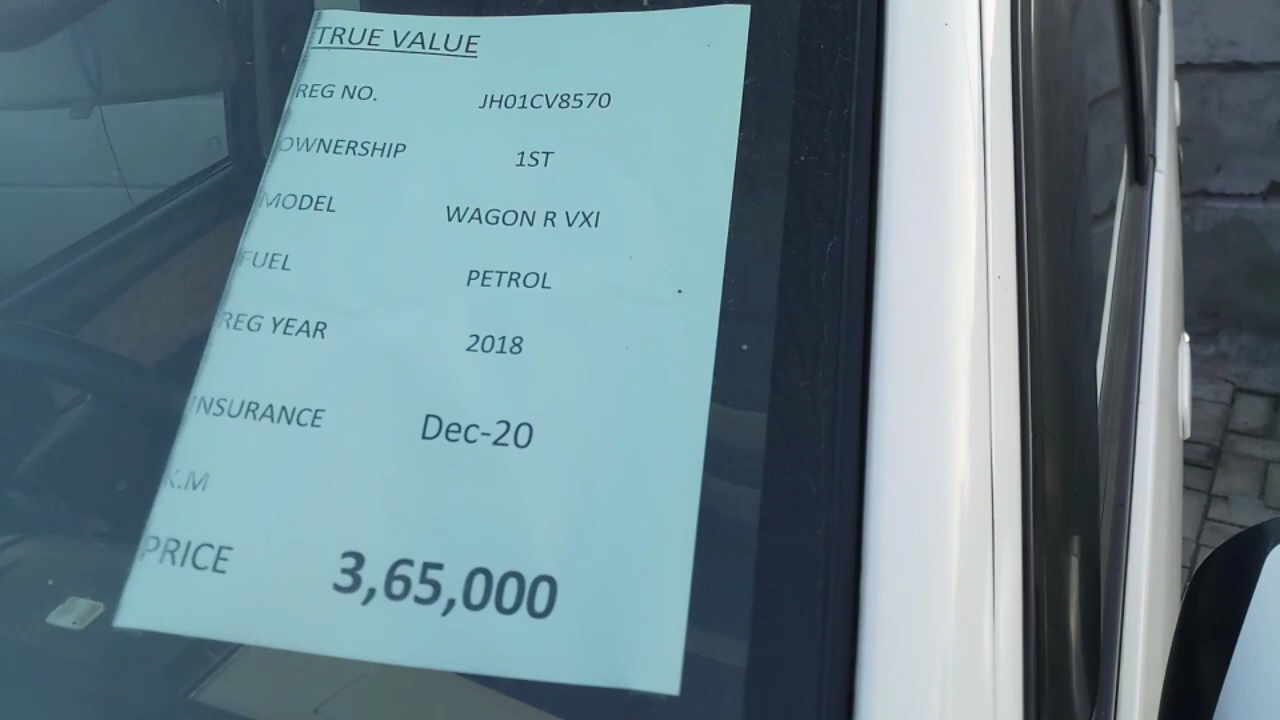 TRUE VALUE
REG NO. JH01CV8570
OWNERSHIP 1ST
MODEL WAGON R VXI
FUEL PETROL
REG YEAR 2018
INSURANCE Dec-20
K.M
PRICE 3,65,000